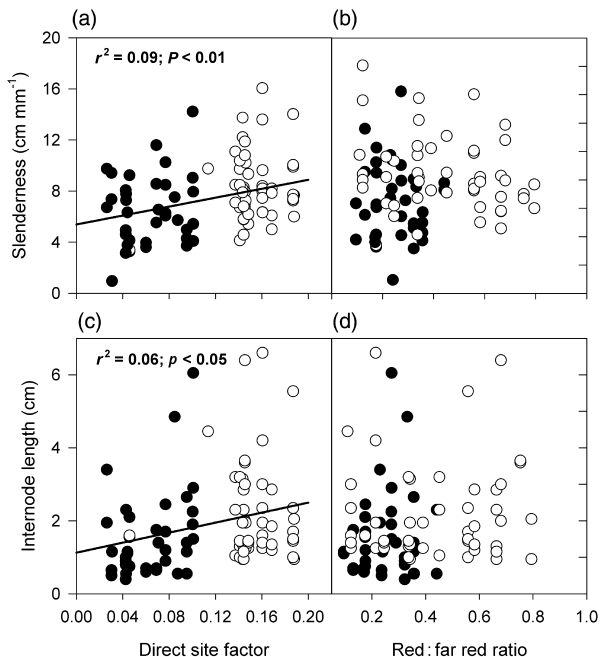 (a)
(b)
r² = 0.09; P < 0.01
Slenderness (cm mm⁻¹)
20
16
12
8
4
0
(c)
(d)
r² = 0.06; p < 0.05
Internode length (cm)
6
4
2
0
0.00 0.04 0.08 0.12 0.16 0.20
0.2 0.4 0.6 0.8 1.0
Direct site factor
Red : far red ratio